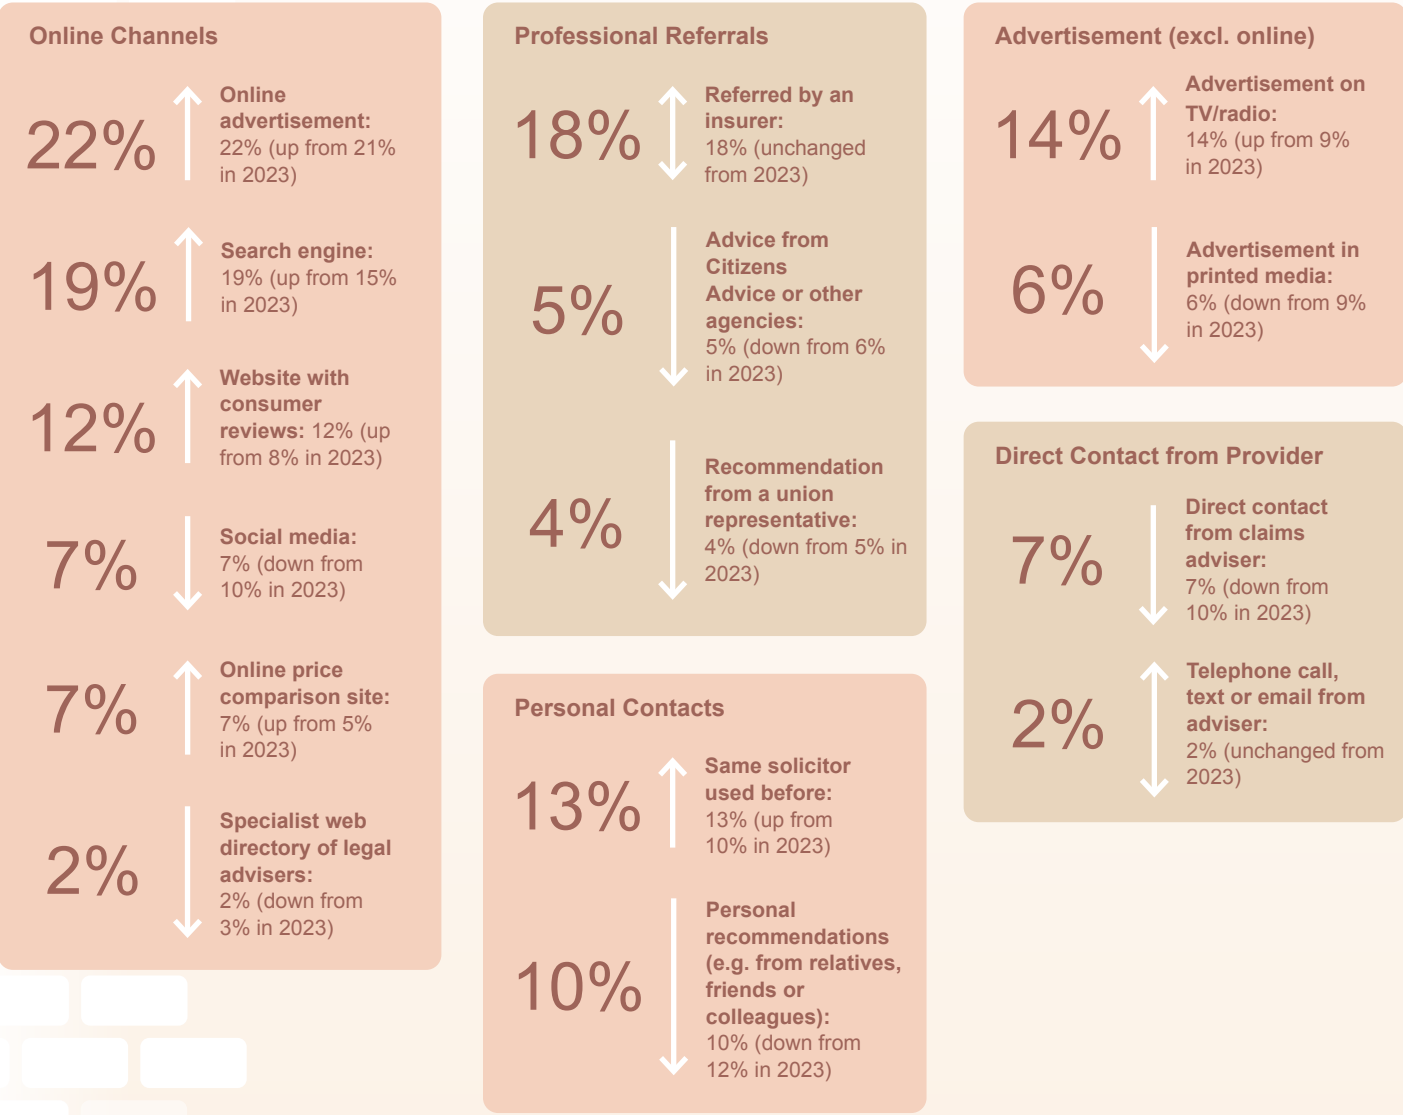 Online Channels
22%
Online
advertisement:
22% (up from 21%
in 2023)
19%
Search engine:
19% (up from 15%
in 2023)
12%
Website with
consumer
reviews: 12% (up
from 8% in 2023)
7%
Social media:
7% (down from
10% in 2023)
7%
Online price
comparison site:
7% (up from 5%
in 2023)
2%
Specialist web
directory of legal
advisers:
2% (down from
3% in 2023)
Professional Referrals
18%
Referred by an
insurer:
18% (unchanged
from 2023)
5%
Advice from
Citizens
Advice or other
agencies:
5% (down from 6%
in 2023)
4%
Recommendation
from a union
representative:
4% (down from 5% in
2023)
Personal Contacts
13%
Same solicitor
used before:
13% (up from
10% in 2023)
10%
Personal
recommendations
(e.g. from relatives,
friends or
colleagues):
10% (down from
12% in 2023)
Advertisement (excl. online)
14%
Advertisement on
TV/radio:
14% (up from 9%
in 2023)
6%
Advertisement in
printed media:
6% (down from 9%
in 2023)
Direct Contact from Provider
7%
Direct contact
from claims
adviser:
7% (down from
10% in 2023)
2%
Telephone call,
text or email from
adviser:
2% (unchanged from
2023)